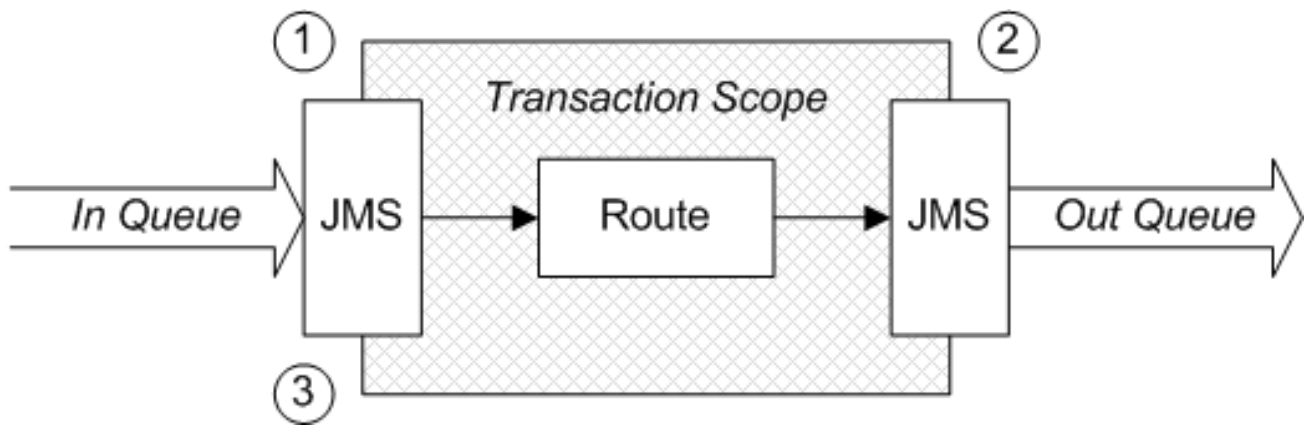 1
2
Transaction Scope
In Queue
JMS
Route
JMS
Out Queue
3